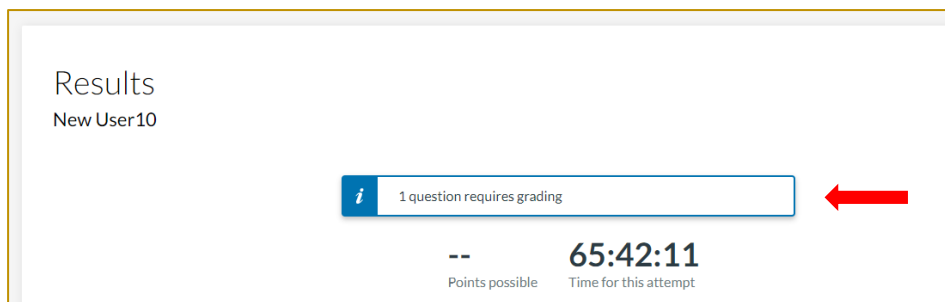 Results
New User10
i 1 question requires grading
-- 65:42:11
Points possible Time for this attempt